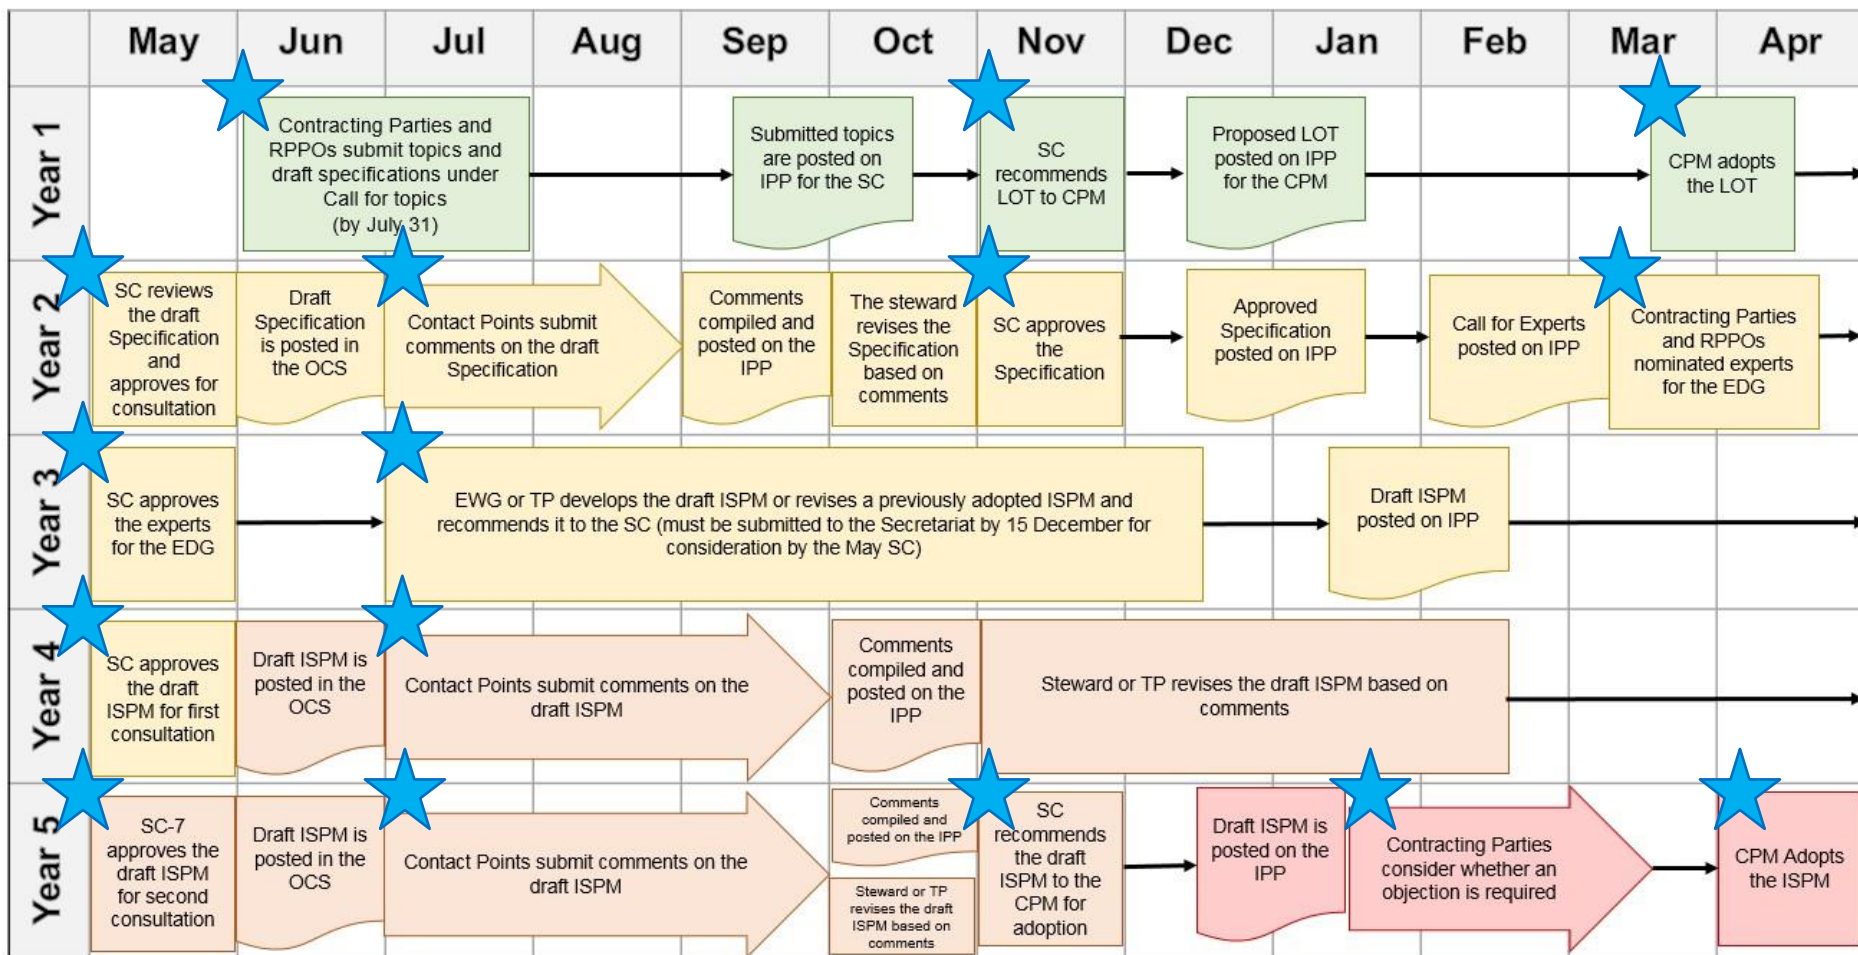 May Jun Jul Aug Sep Oct Nov Dec Jan Feb Mar Apr
Year 1
Contracting Parties and
RPPOs submit topics and
draft specifications under
Call for topics
(by July 31)
Submitted topics
are posted on
IPP for the SC
SC
recommends
LOT to CPM
Proposed LOT
posted on IPP
for the CPM
CPM adopts
the LOT
Year 2
SC reviews
the draft
Specification
and
approves for
consultation
Draft
Specification
is posted in
the OCS
Contact Points submit
comments on the draft
Specification
Comments
compiled and
posted on the
IPP
The steward
revises the
Specification
based on
comments
SC approves
the
Specification
Approved
Specification
posted on IPP
Call for Experts
posted on IPP
Contracting Parties
and RPPOs
nominated experts
for the EDG
Year 3
SC approves
the experts
for the EDG
EWG or TP develops the draft ISPM or revises a previously adopted ISPM and
recommends it to the SC (must be submitted to the Secretariat by 15 December for
consideration by the May SC)
Draft ISPM
posted on IPP
Year 4
SC approves
the draft
ISPM for first
consultation
Draft ISPM is
posted in the
OCS
Contact Points submit comments on the
draft ISPM
Comments
compiled and
posted on the
IPP
Steward or TP revises the draft ISPM based on
comments
Year 5
SC-7
approves the
draft ISPM
for second
consultation
Draft ISPM is
posted in the
OCS
Contact Points submit comments on the
draft ISPM
Comments
compiled and
posted on the IPP
Steward or TP
revises the draft
ISPM based on
comments
SC
recommends
the draft
ISPM to the
CPM for
adoption
Draft ISPM is
posted on the
IPP
Contracting Parties
consider whether an
objection is required
CPM Adopts
the ISPM